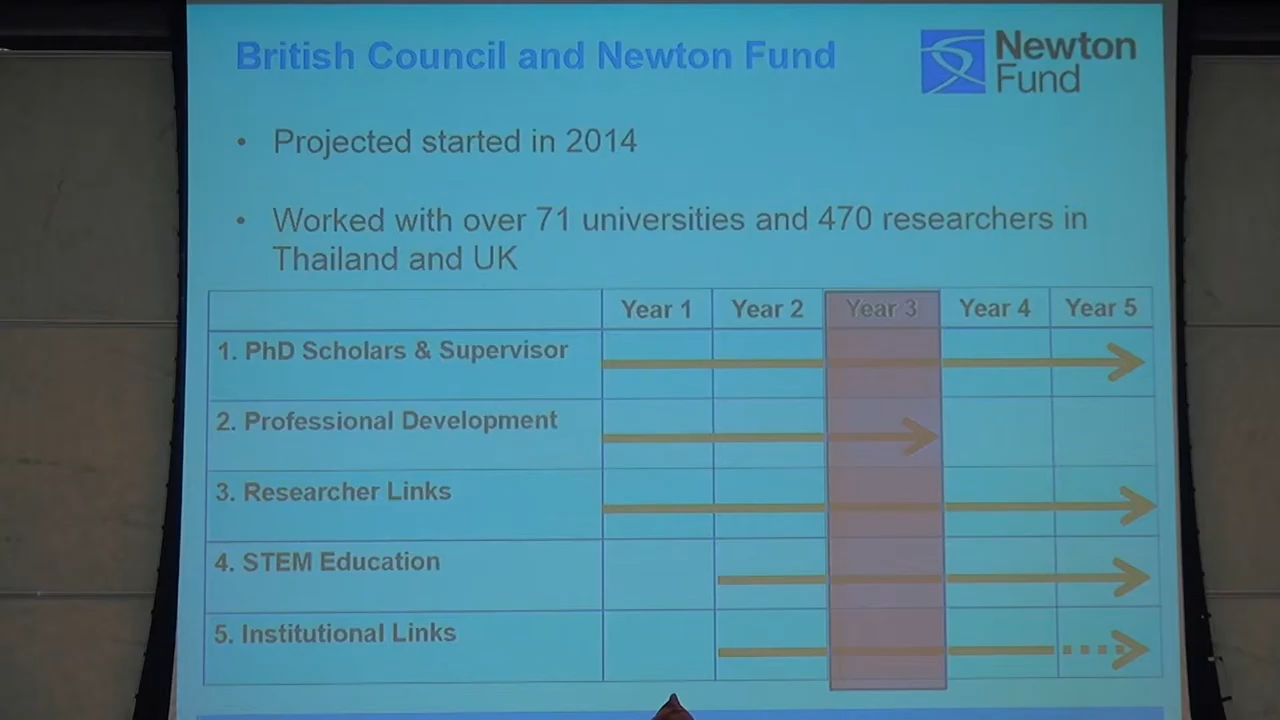 British Council and Newton Fund
Newton
Fund
• Projected started in 2014
• Worked with over 71 universities and 470 researchers in
Thailand and UK
Year 1 Year 2 Year 3 Year 4 Year 5
1. PhD Scholars & Supervisor
2. Professional Development
3. Researcher Links
4. STEM Education
5. Institutional Links